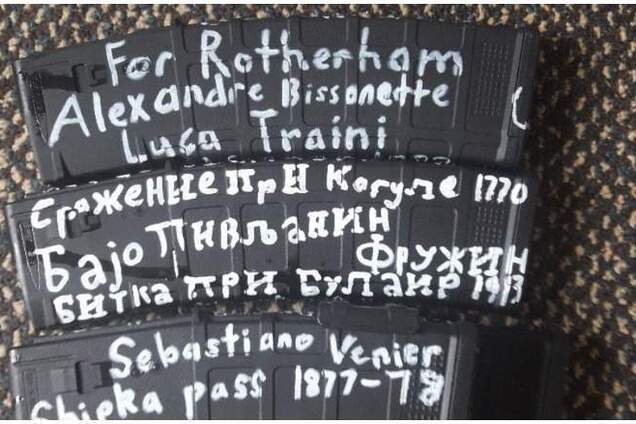 For Rotherham
Alexandre Bissonette
Luca Traini
Сражение при Кагуле 1770
Бајо Пивљанин
Фружин
Битка при Булаир 1913
Sebastiano Venier
Shipka pass 1877-78